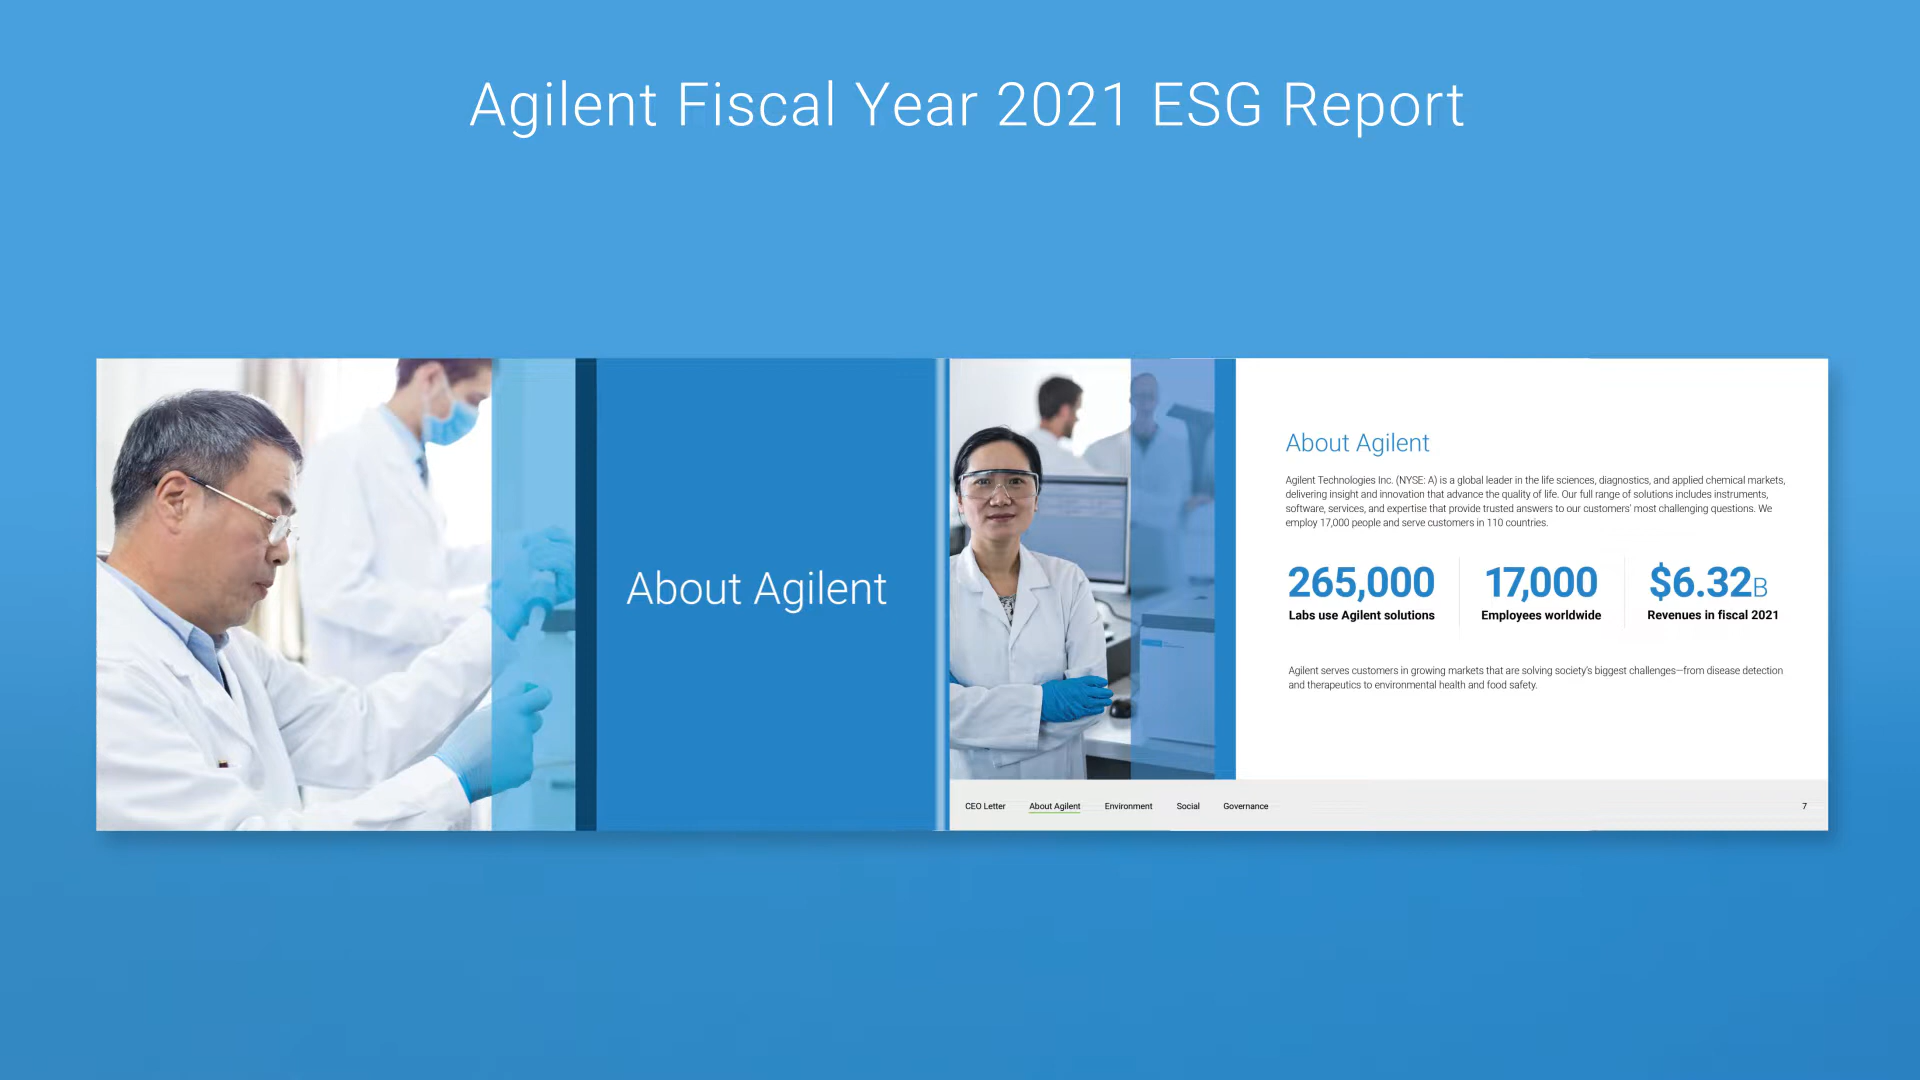 Agilent Fiscal Year 2021 ESG Report
About Agilent
About Agilent
Agilent Technologies Inc. (NYSE: A) is a global leader in the life sciences, diagnostics, and applied chemical markets,
delivering insight and innovation that advance the quality of life. Our full range of solutions includes instruments,
software, services, and expertise that provide trusted answers to our customers' most challenging questions. We
employ 17,000 people and serve customers in 110 countries.
265,000
Labs use Agilent solutions
17,000
Employees worldwide
$6.32B
Revenues in fiscal 2021
Agilent serves customers in growing markets that are solving society's biggest challenges—from disease detection
and therapeutics to environmental health and food safety.
CEO Letter About Agilent Environment Social Governance 7